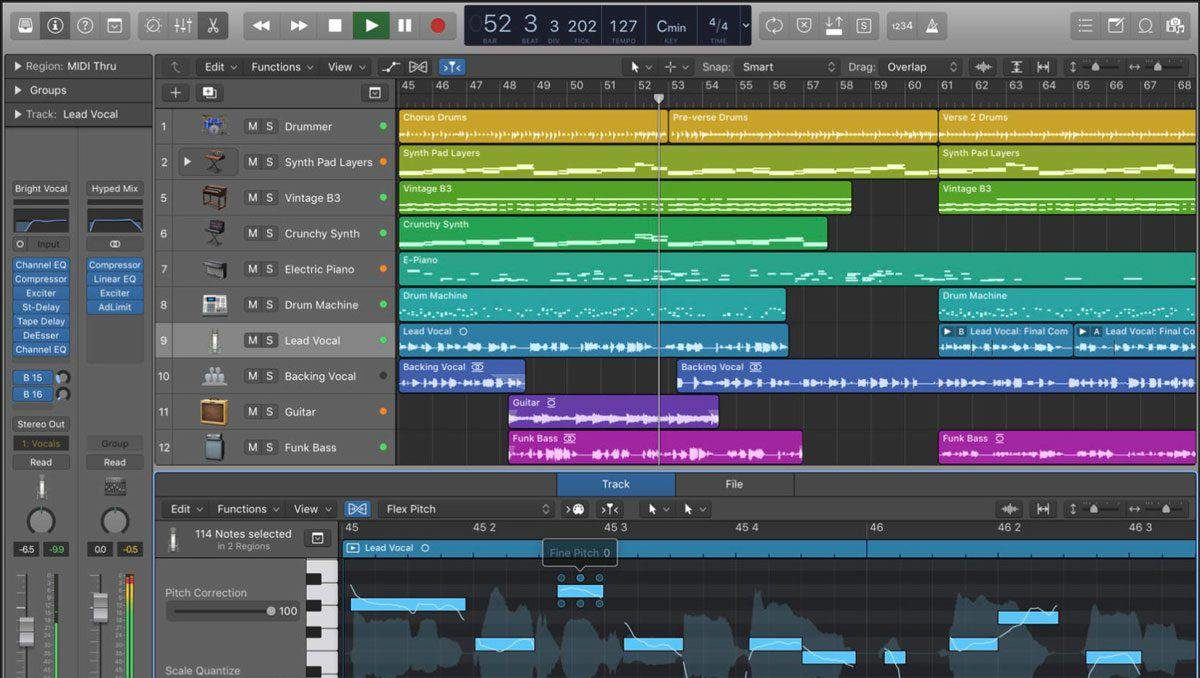 52 3 3 202 127 Cmin 4/4
BAR BEAT DIV TICK TEMPO KEY TIME
S 1234
Region: MIDI Thru
Edit Functions View Snap: Smart Drag: Overlap
Groups
Track: Lead Vocal
45 46 47 48 49 50 51 52 53 54 55 56 57 58 59 60 61 62 63 64 65 66 67 68
1 M S Drummer
Chorus Drums Pre-verse Drums Verse 2 Drums
2 M S Synth Pad Layers
Synth Pad Layers Synth Pad Layers
5 M S Vintage B3
Vintage B3 Vintage B3
6 M S Crunchy Synth
Crunchy Synth
7 M S Electric Piano
E-Piano
8 M S Drum Machine
Drum Machine Drum Machine
9 M S Lead Vocal
Lead Vocal B Lead Vocal: Final Com A Lead Vocal: Final Co
10 M S Backing Vocal
Backing Vocal Backing Vocal
11 M S Guitar
Guitar
12 M S Funk Bass
Funk Bass Funk Bass
Bright Vocal Hyped Mix
Input
Channel EQ Compressor
Compressor Linear EQ
Exciter Exciter
St-Delay AdLimit
Tape Delay
DeEsser
Channel EQ
B 15
B 16
Stereo Out
1: Vocals Group
Read Read
-6.5 -9.9 0.0 -0.5
Track File
Edit Functions View Flex Pitch
45 45 2 45 3 45 4 46 46 2 46 3
114 Notes selected
in 2 Regions
Lead Vocal
Fine Pitch 0
Pitch Correction
100
Scale Quantize